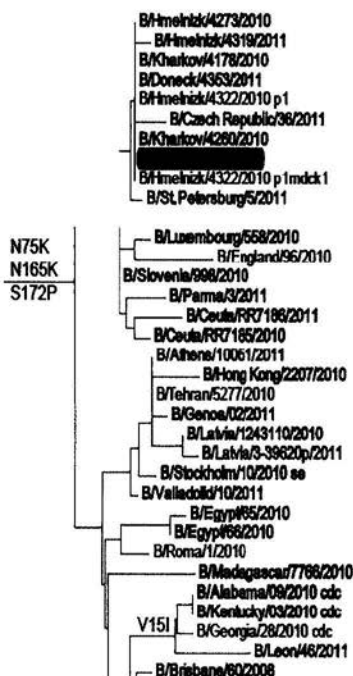 B/Hmelnizk/4273/2010
B/Hmelnizk/4319/2011
B/Kharkov/4178/2010
B/Doneck/4353/2011
B/Hmelnizk/4322/2010 p1
B/Czech Republic/36/2011
B/Kharkov/4260/2010
B/Hmelnizk/4322/2010 p1mdck1
B/St. Petersburg/5/2011
B/Luxembourg/558/2010
N75K
B/England/96/2010
N165K
B/Slovenia/998/2010
S172P
B/Parma/3/2011
B/Ceuta/RR7186/2011
B/Ceuta/RR7185/2010
B/Athens/10051/2011
B/Hong Kong/2207/2010
B/Tehran/5277/2010
B/Genoa/02/2011
B/Latvia/1243110/2010
B/Latvia/3-39620p/2011
B/Stockholm/10/2010 se
B/Valladolid/10/2011
B/Egypt/65/2010
B/Egypt/66/2010
B/Roma/1/2010
B/Madagascar/7766/2010
B/Alabama/09/2010 cdc
B/Kentucky/03/2010 cdc
V15I
B/Georgia/28/2010 cdc
B/Leon/46/2011
B/Brisbane/60/2008